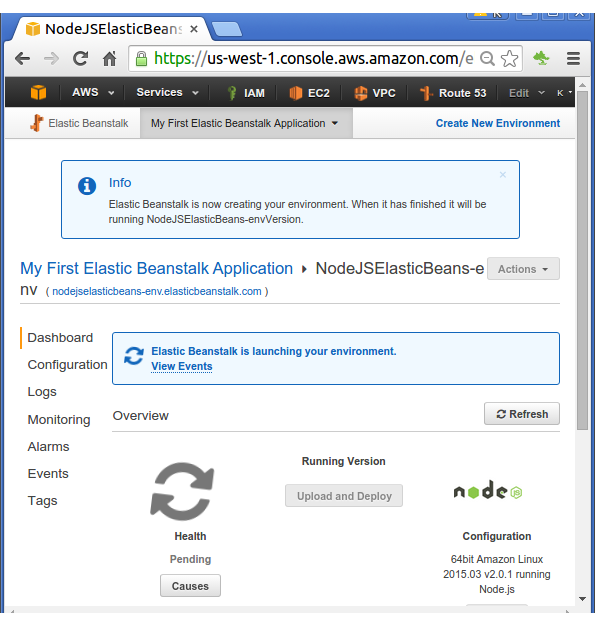 NodeJSElasticBeans
https://us-west-1.console.aws.amazon.com/e
AWS Services IAM EC2 VPC Route 53 Edit K
Elastic Beanstalk My First Elastic Beanstalk Application Create New Environment
Info
Elastic Beanstalk is now creating your environment. When it has finished it will be
running NodeJSElasticBeans-envVersion.
My First Elastic Beanstalk Application NodeJSElasticBeans-e Actions
nv ( nodejselasticbeans-env.elasticbeanstalk.com )
Dashboard
Configuration
Logs
Monitoring
Alarms
Events
Tags
Elastic Beanstalk is launching your environment.
View Events
Overview Refresh
Health
Pending
Causes
Running Version
Upload and Deploy
node JS
Configuration
64bit Amazon Linux
2015.03 v2.0.1 running
Node.js